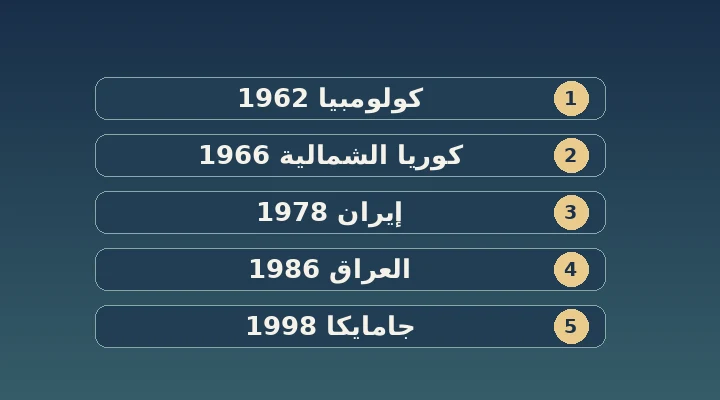 1 كولومبيا 1962
2 كوريا الشمالية 1966
3 إيران 1978
4 العراق 1986
5 جامايكا 1998